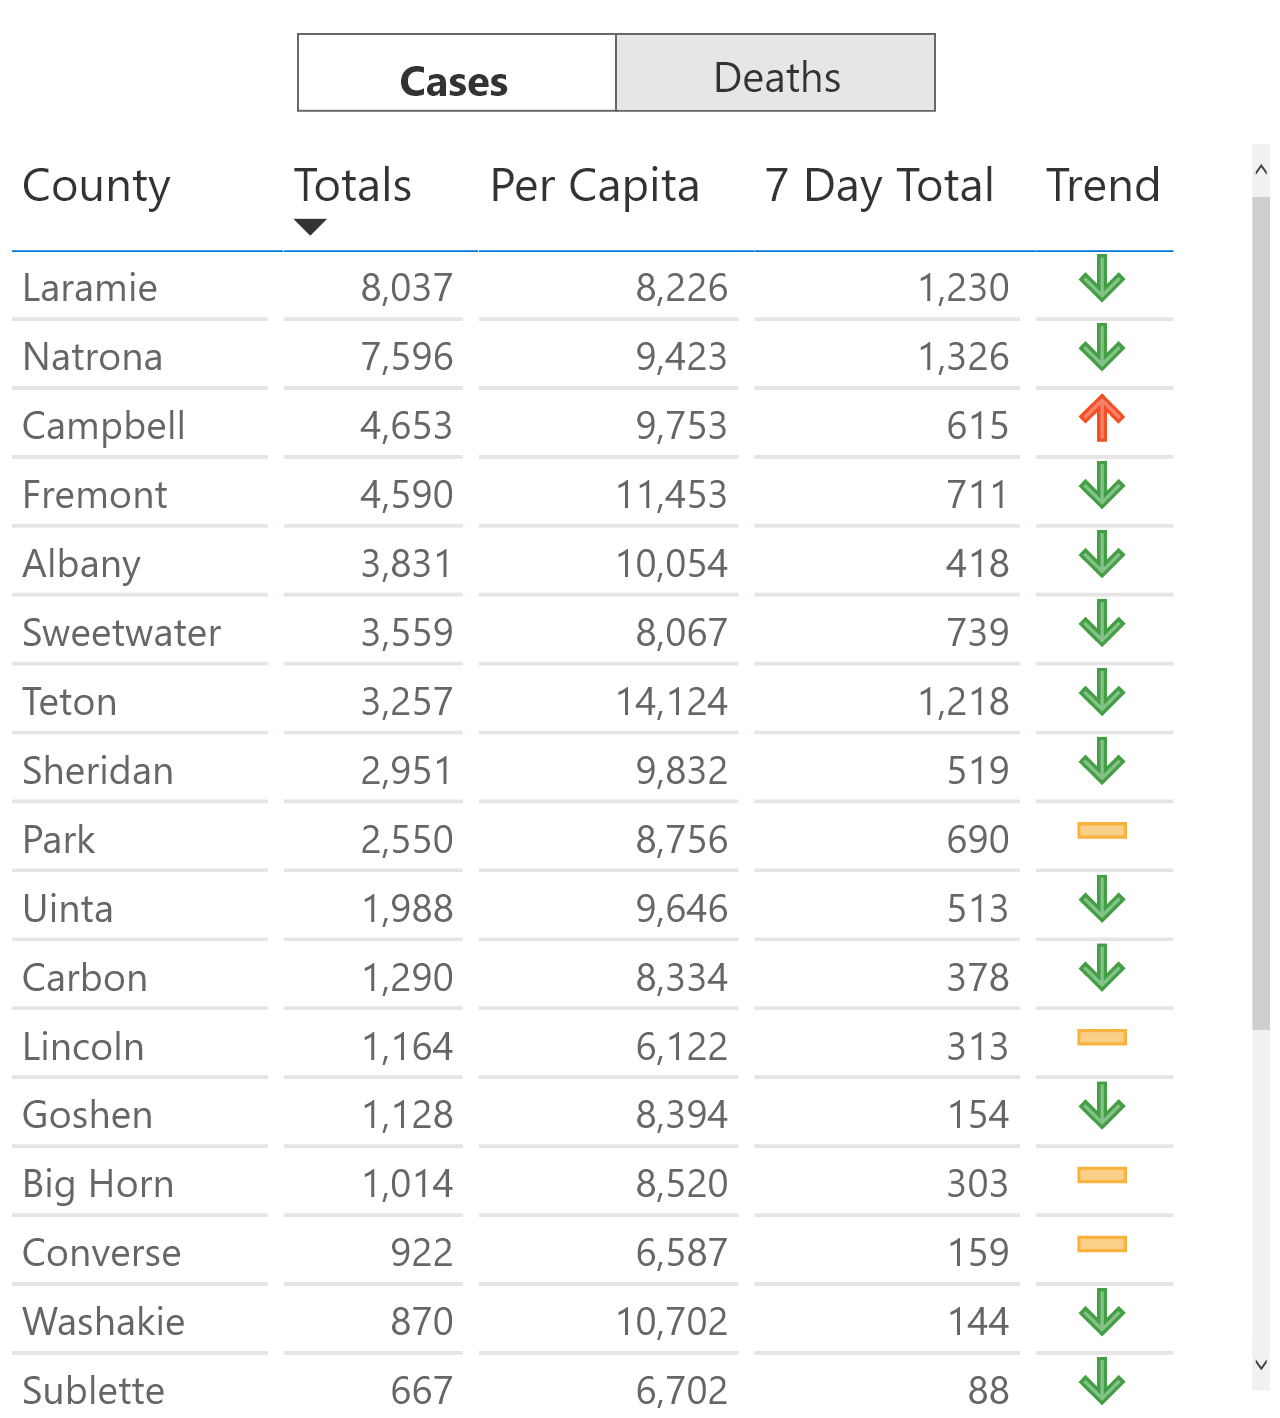 Cases Deaths
County Totals Per Capita 7 Day Total Trend
Laramie 8,037 8,226 1,230
Natrona 7,596 9,423 1,326
Campbell 4,653 9,753 615
Fremont 4,590 11,453 711
Albany 3,831 10,054 418
Sweetwater 3,559 8,067 739
Teton 3,257 14,124 1,218
Sheridan 2,951 9,832 519
Park 2,550 8,756 690
Uinta 1,988 9,646 513
Carbon 1,290 8,334 378
Lincoln 1,164 6,122 313
Goshen 1,128 8,394 154
Big Horn 1,014 8,520 303
Converse 922 6,587 159
Washakie 870 10,702 144
Sublette 667 6,702 88